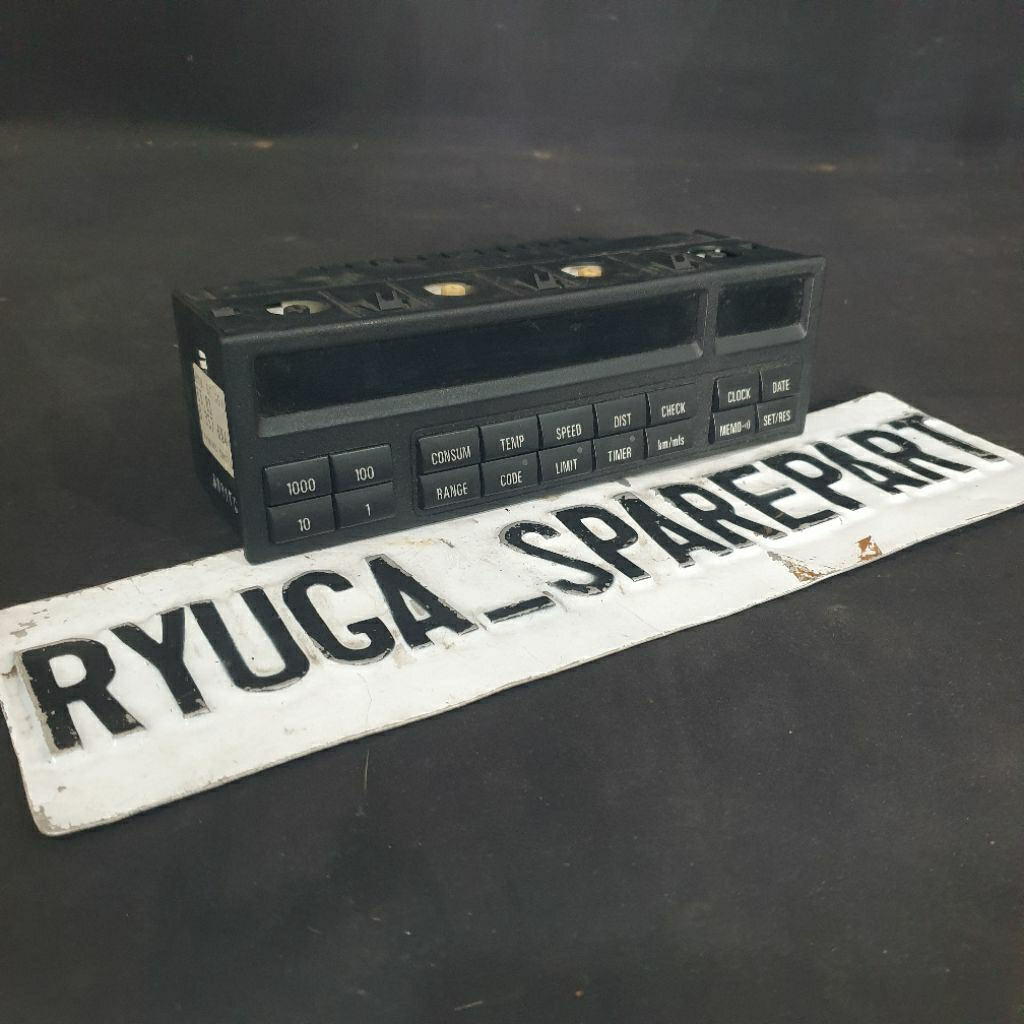 1000 100
10 1
CONSUM TEMP SPEED DIST CHECK
RANGE CODE LIMIT TIMER km/mls
CLOCK DATE
MEMO SET/RES
RYUGA_SPAREPART